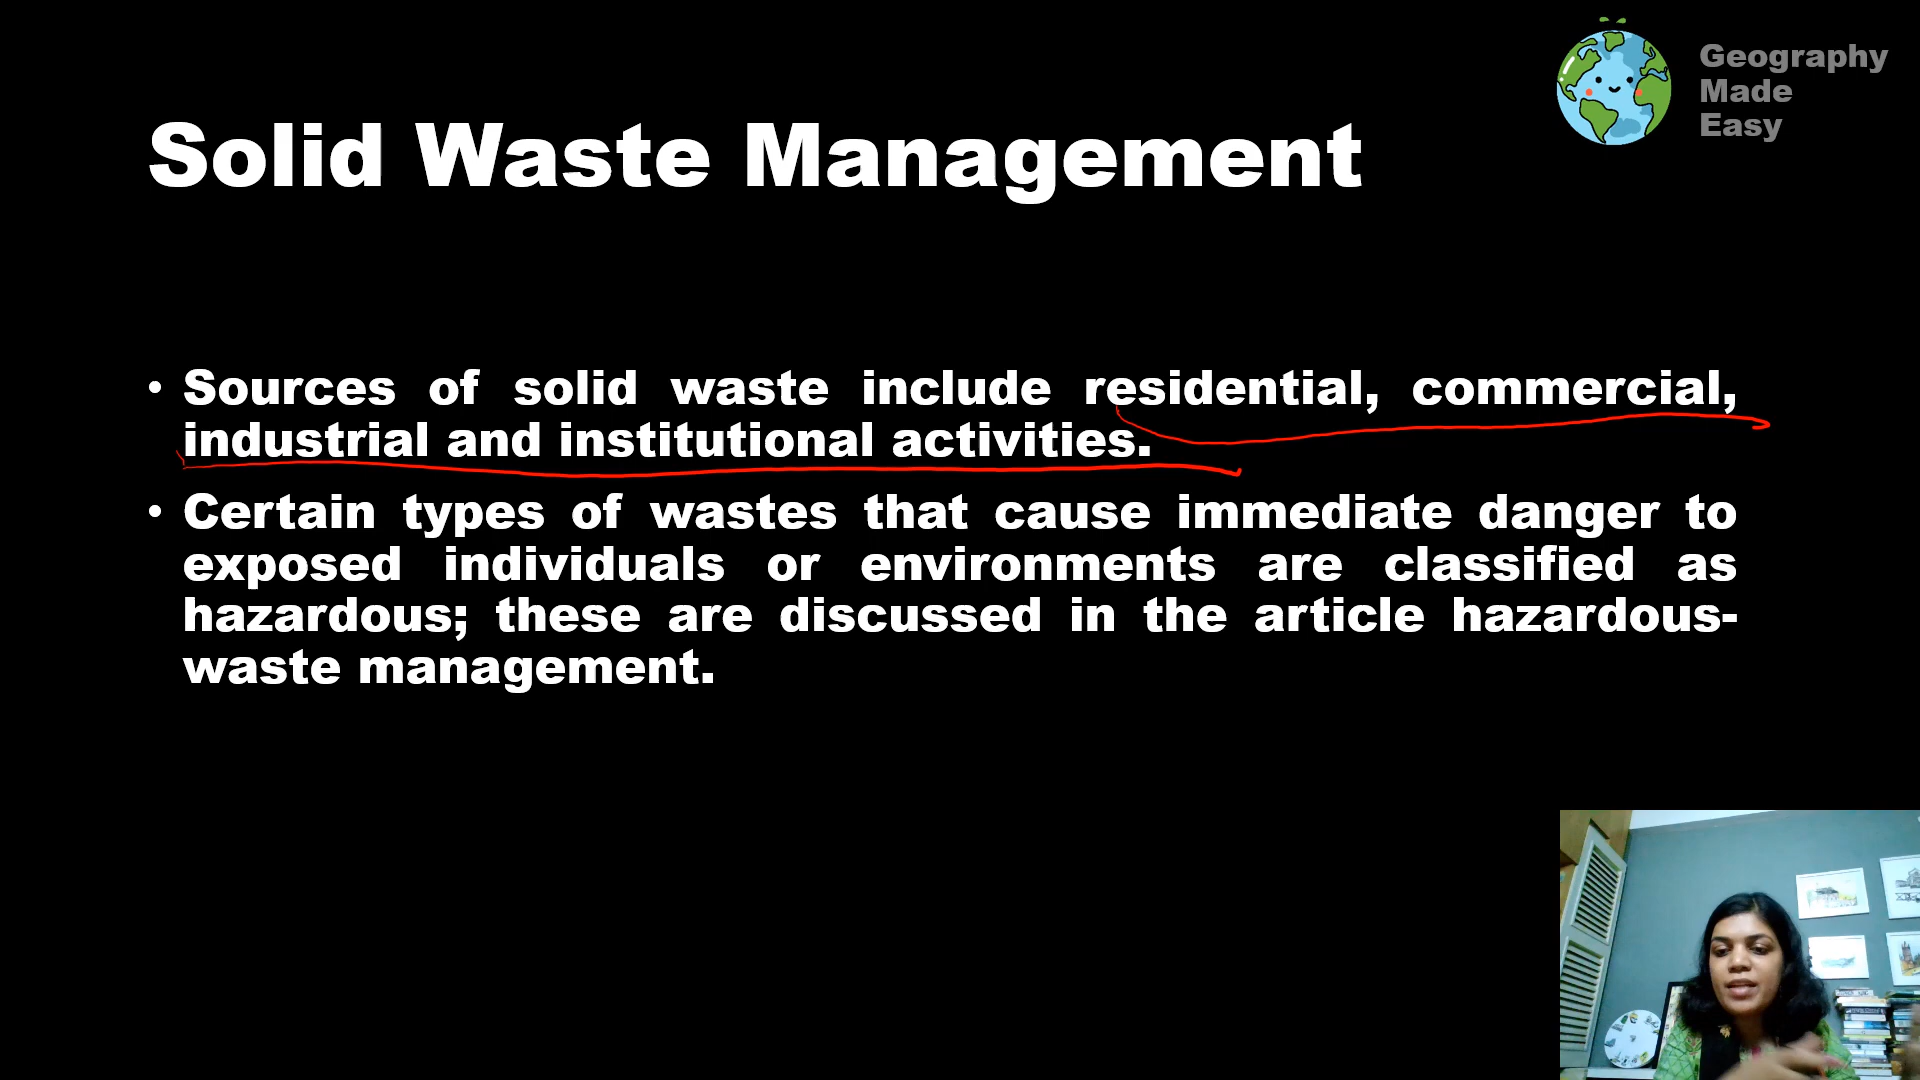 Geography
Made
Easy
Solid Waste Management
• Sources of solid waste include residential, commercial,
industrial and institutional activities.
• Certain types of wastes that cause immediate danger to
exposed individuals or environments are classified as
hazardous; these are discussed in the article hazardous-
waste management.